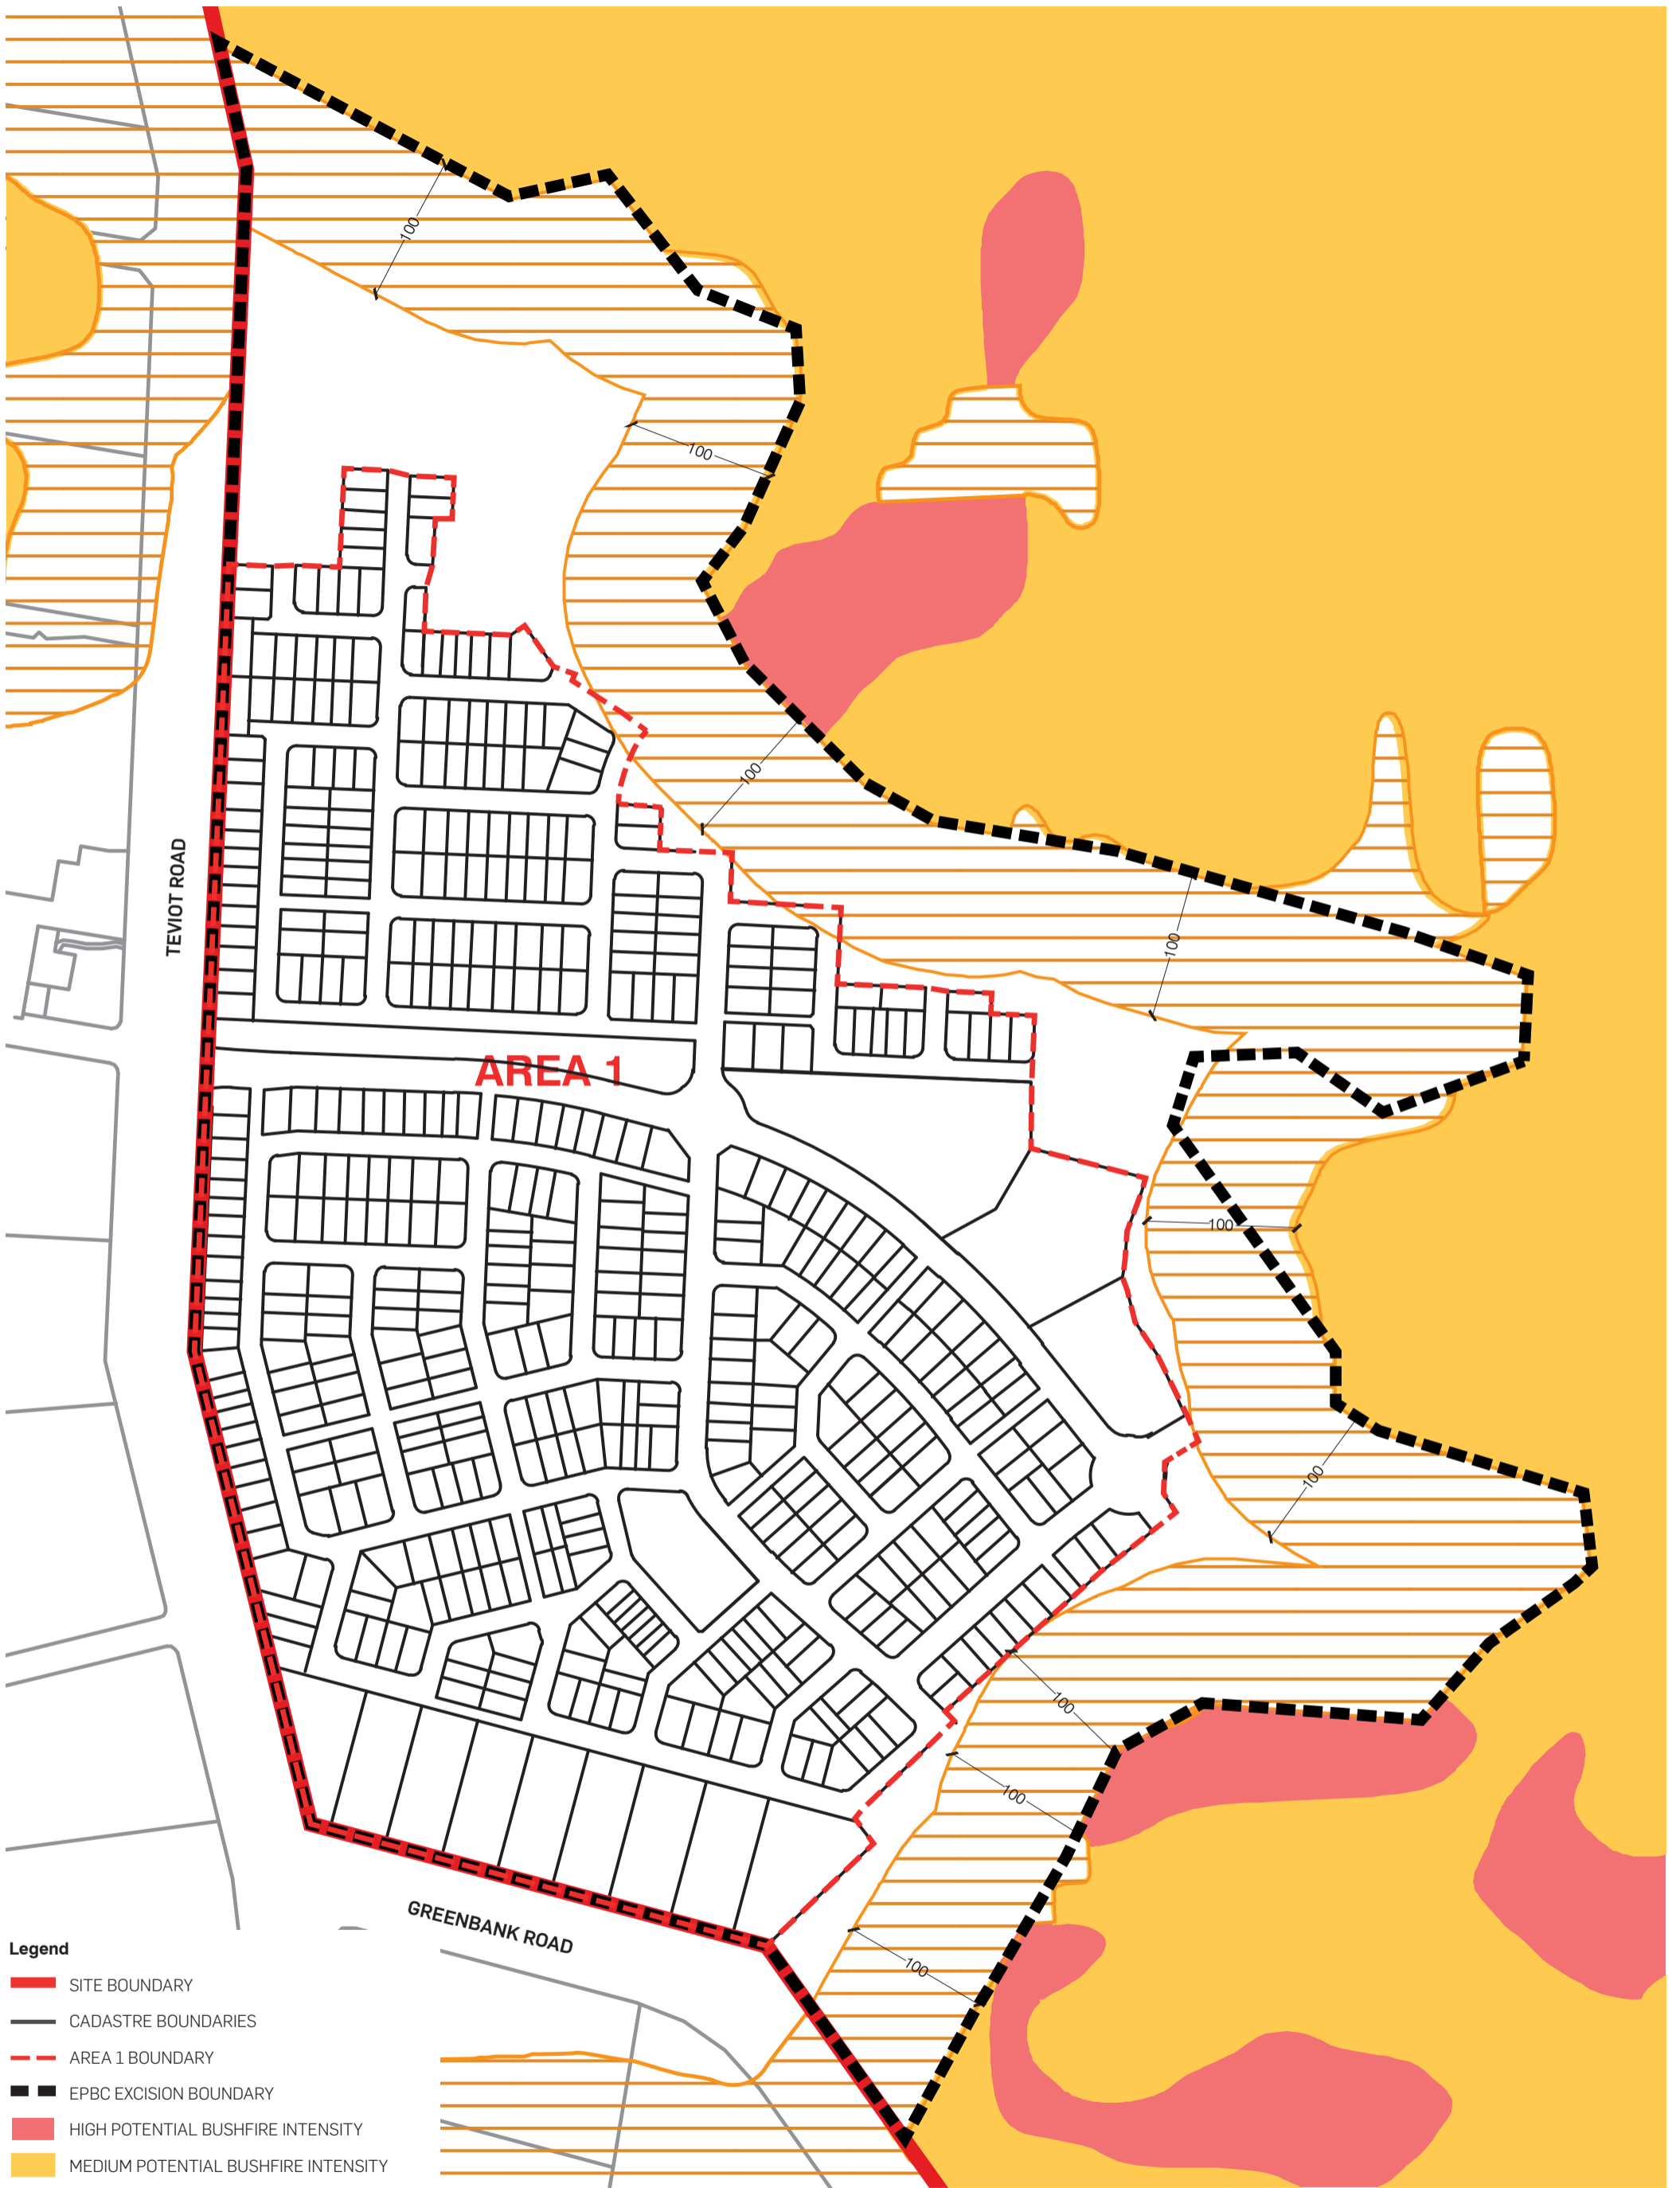 100
100
100
100
TEVIOT ROAD
AREA 1
100
100
100
100
100
GREENBANK ROAD
Legend
SITE BOUNDARY
CADASTRE BOUNDARIES
AREA 1 BOUNDARY
EPBC EXCISION BOUNDARY
HIGH POTENTIAL BUSHFIRE INTENSITY
MEDIUM POTENTIAL BUSHFIRE INTENSITY